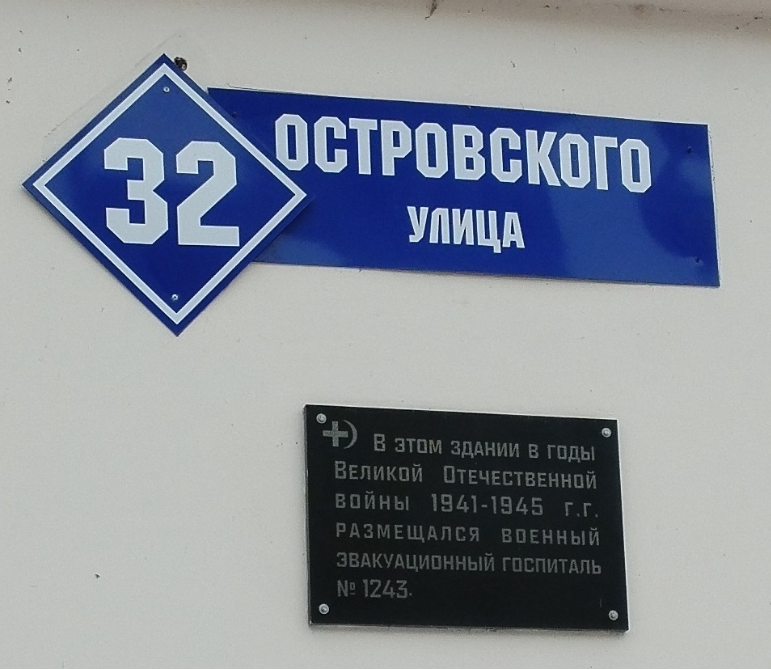 32
ОСТРОВСКОГО
УЛИЦА
В ЭТОМ ЗДАНИИ В ГОДЫ
ВЕЛИКОЙ ОТЕЧЕСТВЕННОЙ
ВОЙНЫ 1941-1945 Г.Г.
РАЗМЕЩАЛСЯ ВОЕННЫЙ
ЭВАКУАЦИОННЫЙ ГОСПИТАЛЬ
№ 1243.